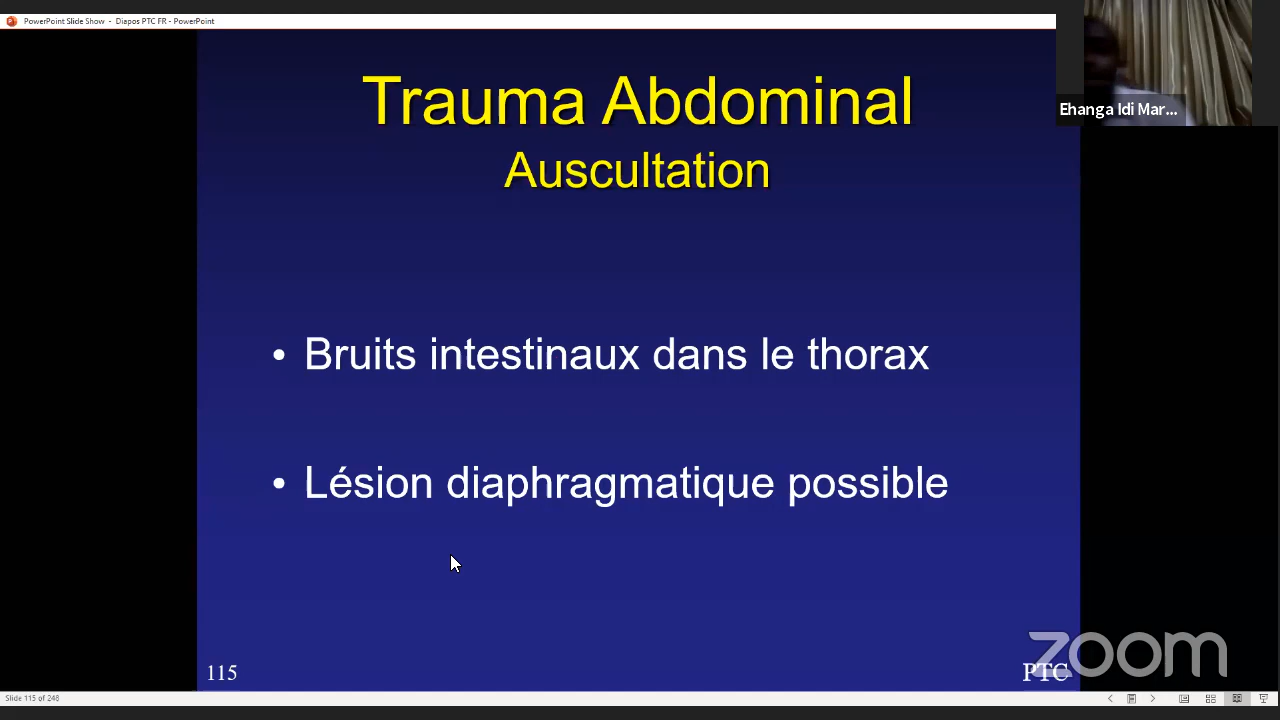 PowerPoint Slide Show - Diapos PTC FR - PowerPoint
Ehanga Idi Mar...
Trauma Abdominal
Auscultation
• Bruits intestinaux dans le thorax
• Lésion diaphragmatique possible
115
PTC
zoom
Slide 115 of 248